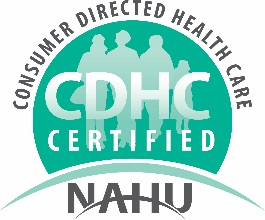 CONSUMER DIRECTED HEALTH CARE
CDHC
CERTIFIED
NAHU